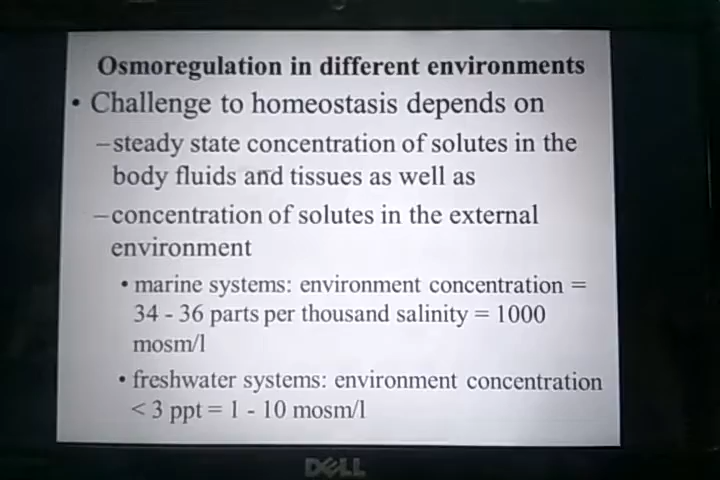 Osmoregulation in different environments
• Challenge to homeostasis depends on
–steady state concentration of solutes in the
body fluids and tissues as well as
–concentration of solutes in the external
environment
• marine systems: environment concentration =
34 - 36 parts per thousand salinity = 1000
mosm/l
• freshwater systems: environment concentration
< 3 ppt = 1 - 10 mosm/l
DELL